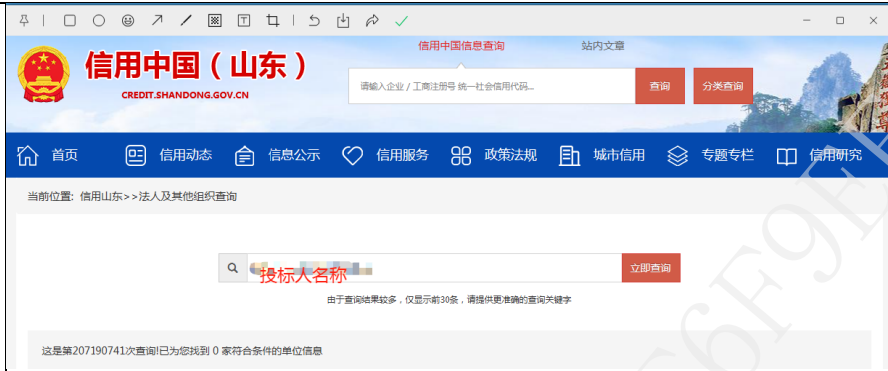 信用中国信息查询 站内文章
信用中国（山东）
CREDIT.SHANDONG.GOV.CN
请输入企业 / 工商注册号 统一社会信用代码... 查询 分类查询
首页 信用动态 信息公示 信用服务 政策法规 城市信用 专题专栏 信用研究
当前位置: 信用山东>>法人及其他组织查询
投标人名称 立即查询
由于查询结果较多，仅显示前30条，请提供更准确的查询关键字
这是第207190741次查询!已为您找到 0 家符合条件的单位信息